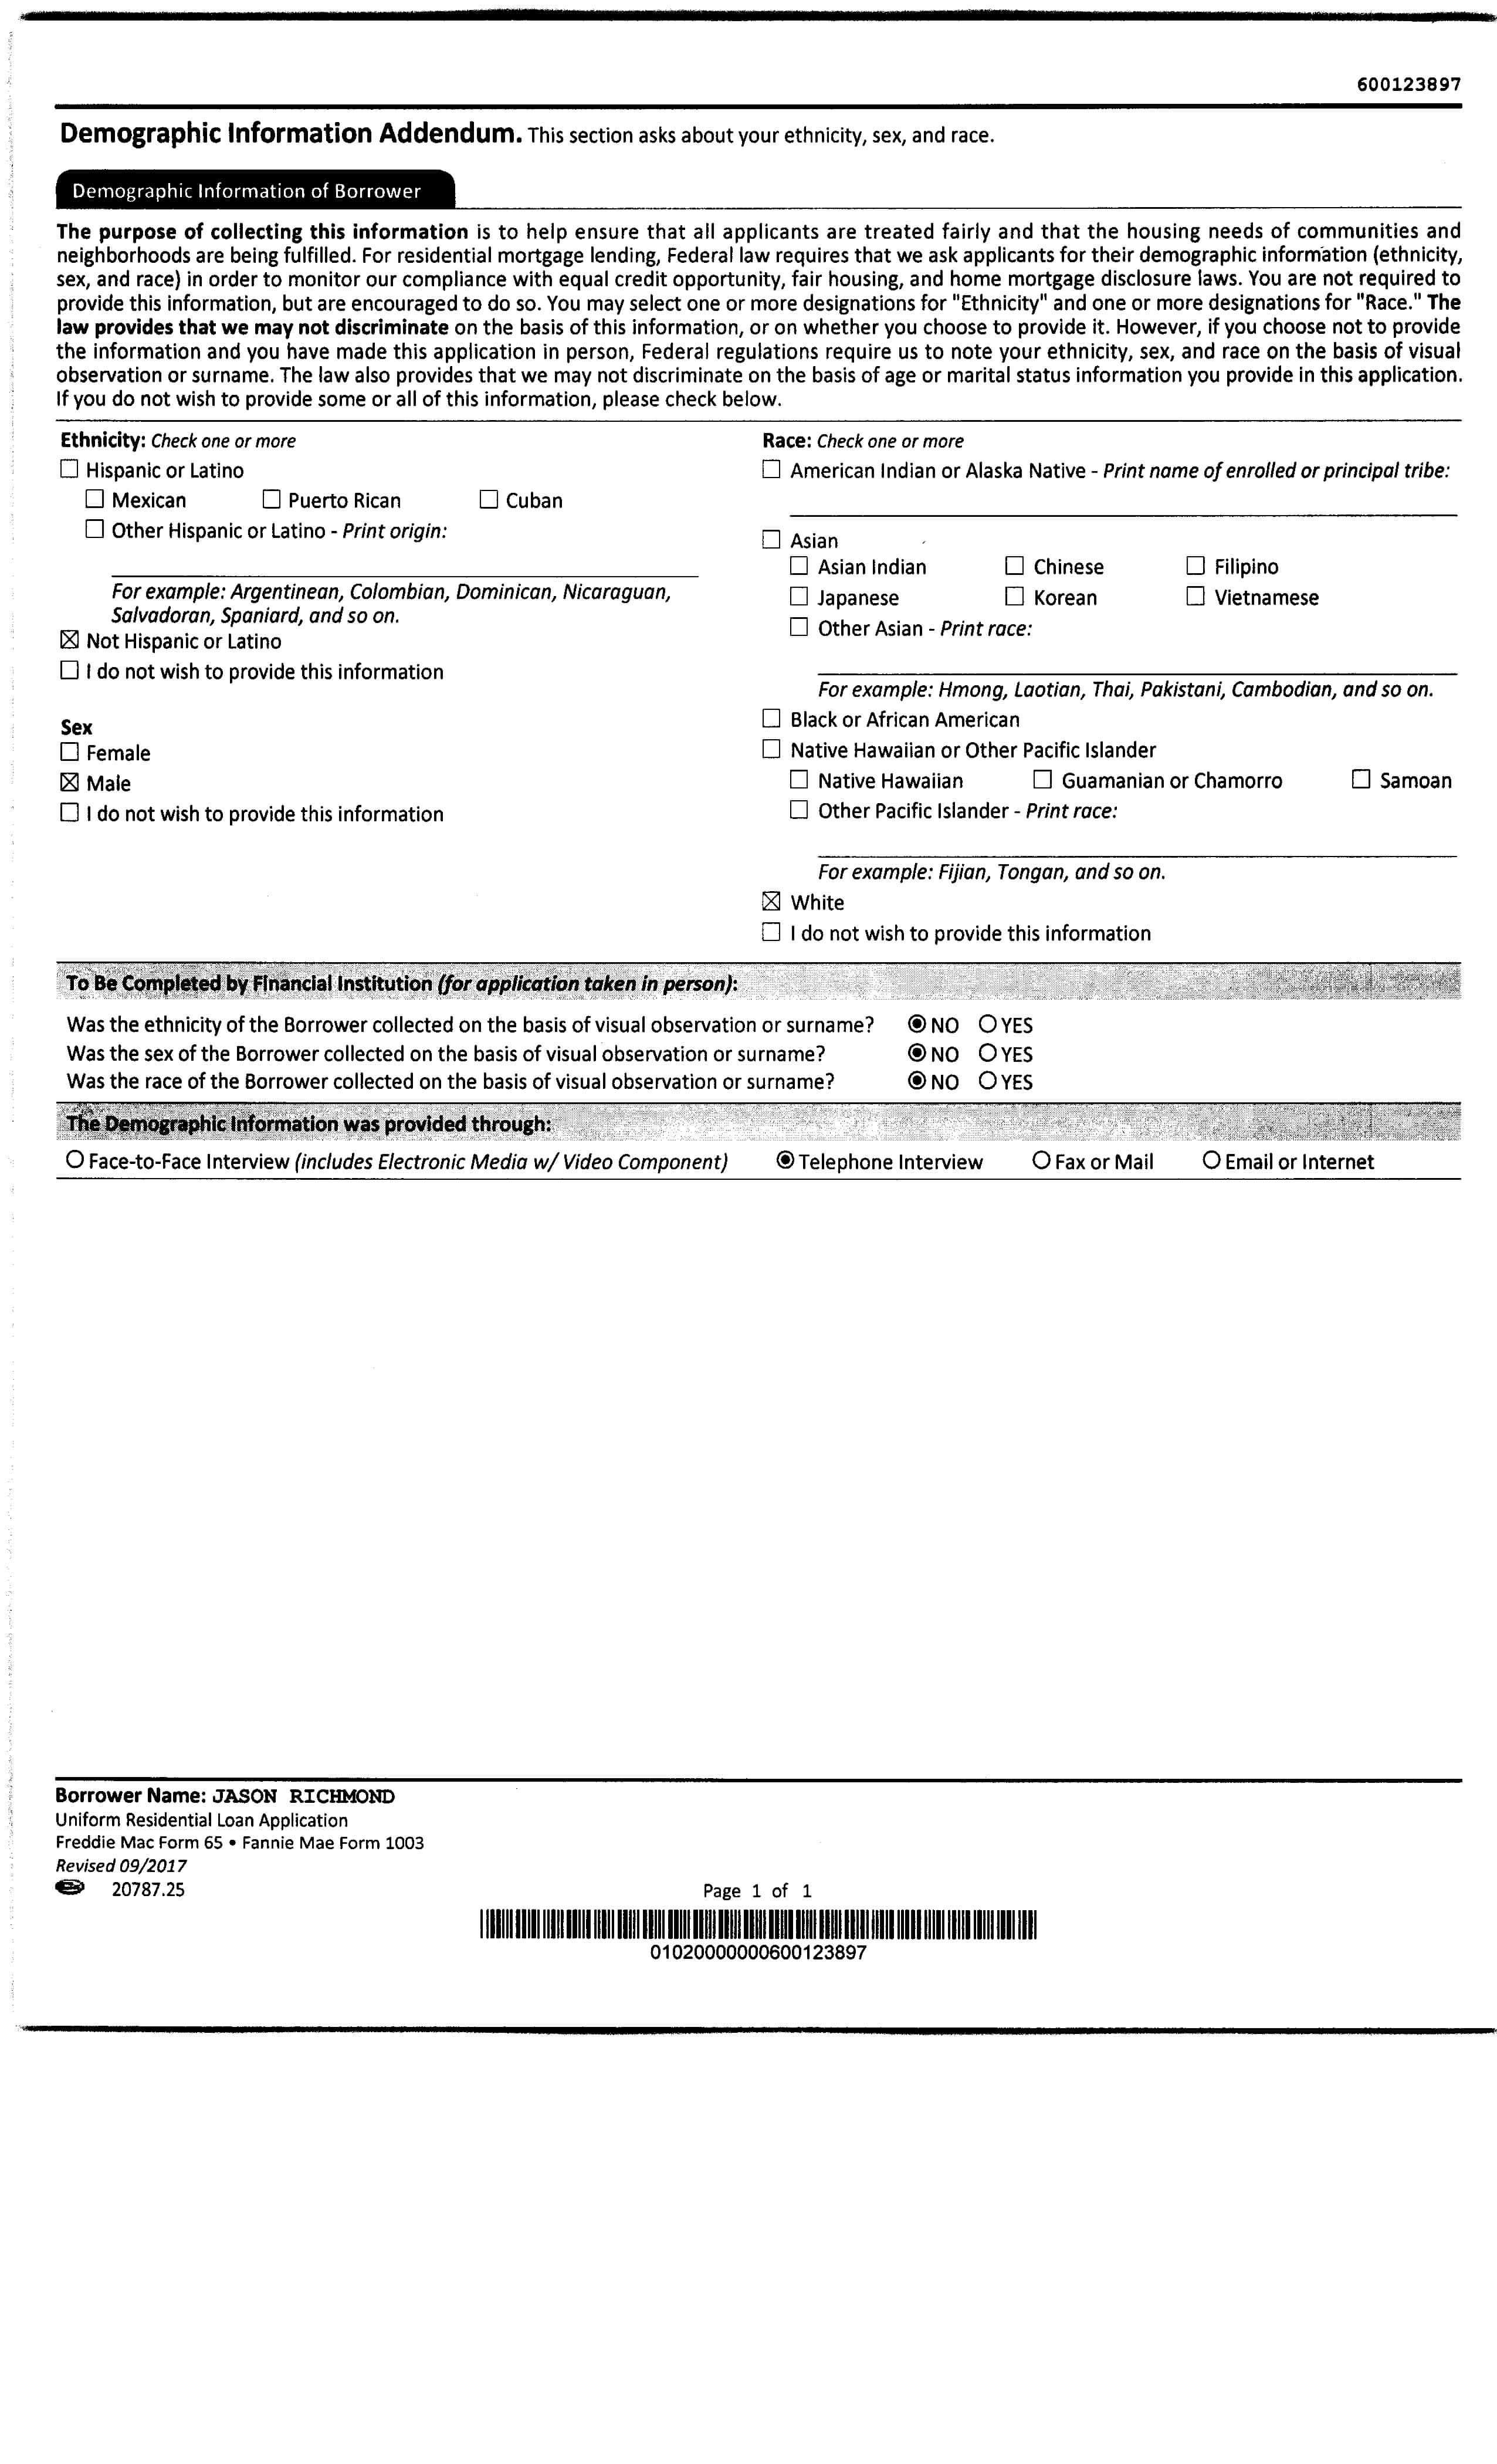 600123897
Demographic Information Addendum. This section asks about your ethnicity, sex, and race.
Demographic Information of Borrower
The purpose of collecting this information is to help ensure that all applicants are treated fairly and that the housing needs of communities and
neighborhoods are being fulfilled. For residential mortgage lending, Federal law requires that we ask applicants for their demographic information (ethnicity,
sex, and race) in order to monitor our compliance with equal credit opportunity, fair housing, and home mortgage disclosure laws. You are not required to
provide this information, but are encouraged to do so. You may select one or more designations for "Ethnicity" and one or more designations for "Race." The
law provides that we may not discriminate on the basis of this information, or on whether you choose to provide it. However, if you choose not to provide
the information and you have made this application in person, Federal regulations require us to note your ethnicity, sex, and race on the basis of visual
observation or surname. The law also provides that we may not discriminate on the basis of age or marital status information you provide in this application.
If you do not wish to provide some or all of this information, please check below.
Ethnicity: Check one or more
☐ Hispanic or Latino
☐ Mexican ☐ Puerto Rican ☐ Cuban
☐ Other Hispanic or Latino - Print origin:
For example: Argentinean, Colombian, Dominican, Nicaraguan,
Salvadoran, Spaniard, and so on.
☒ Not Hispanic or Latino
☐ I do not wish to provide this information
Sex
☐ Female
☒ Male
☐ I do not wish to provide this information
Race: Check one or more
☐ American Indian or Alaska Native - Print name of enrolled or principal tribe:
☐ Asian
☐ Asian Indian ☐ Chinese ☐ Filipino
☐ Japanese ☐ Korean ☐ Vietnamese
☐ Other Asian - Print race:
For example: Hmong, Laotian, Thai, Pakistani, Cambodian, and so on.
☐ Black or African American
☐ Native Hawaiian or Other Pacific Islander
☐ Native Hawaiian ☐ Guamanian or Chamorro ☐ Samoan
☐ Other Pacific Islander - Print race:
For example: Fijian, Tongan, and so on.
☒ White
☐ I do not wish to provide this information
To Be Completed by Financial Institution (for application taken in person):
Was the ethnicity of the Borrower collected on the basis of visual observation or surname? ◉ NO ○ YES
Was the sex of the Borrower collected on the basis of visual observation or surname? ◉ NO ○ YES
Was the race of the Borrower collected on the basis of visual observation or surname? ◉ NO ○ YES
The Demographic Information was provided through:
○ Face-to-Face Interview (includes Electronic Media w/ Video Component) ◉ Telephone Interview ○ Fax or Mail ○ Email or Internet
Borrower Name: JASON RICHMOND
Uniform Residential Loan Application
Freddie Mac Form 65 • Fannie Mae Form 1003
Revised 09/2017
20787.25
Page 1 of 1
01020000000600123897